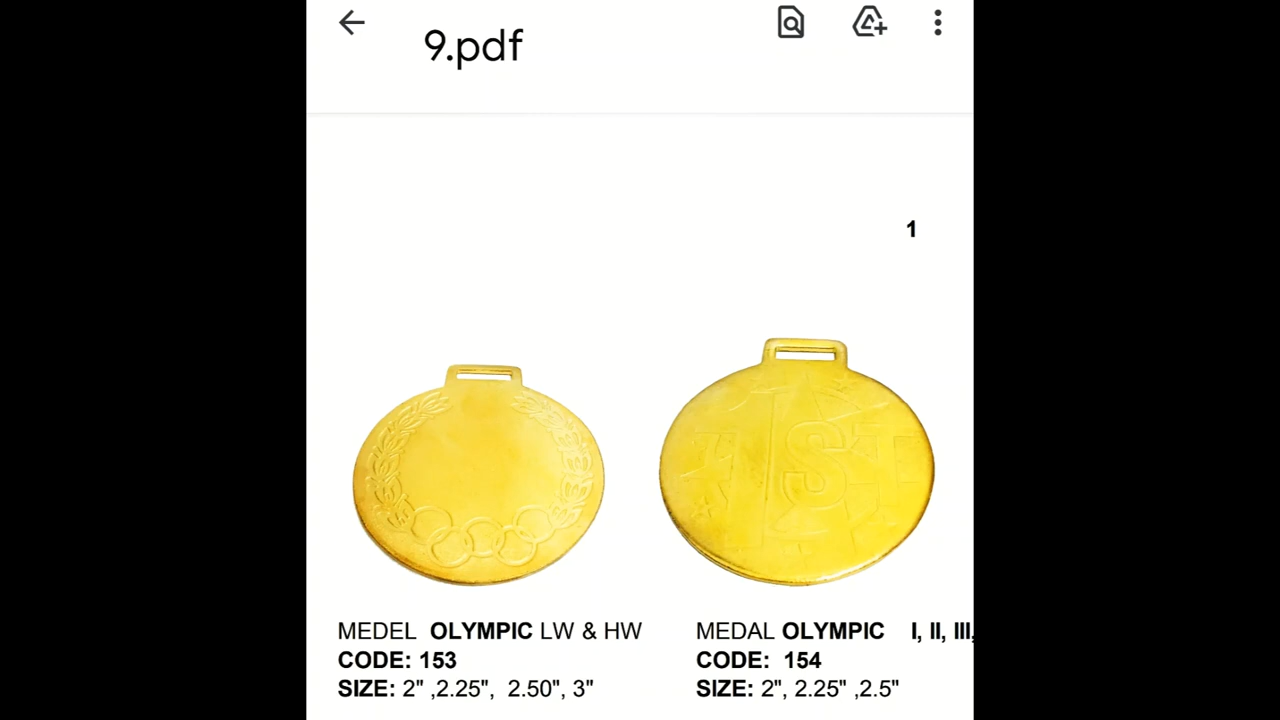 9.pdf
1
MEDEL OLYMPIC LW & HW
CODE: 153
SIZE: 2" ,2.25", 2.50", 3"
1ST
MEDAL OLYMPIC I, II, III,
CODE: 154
SIZE: 2", 2.25" ,2.5"